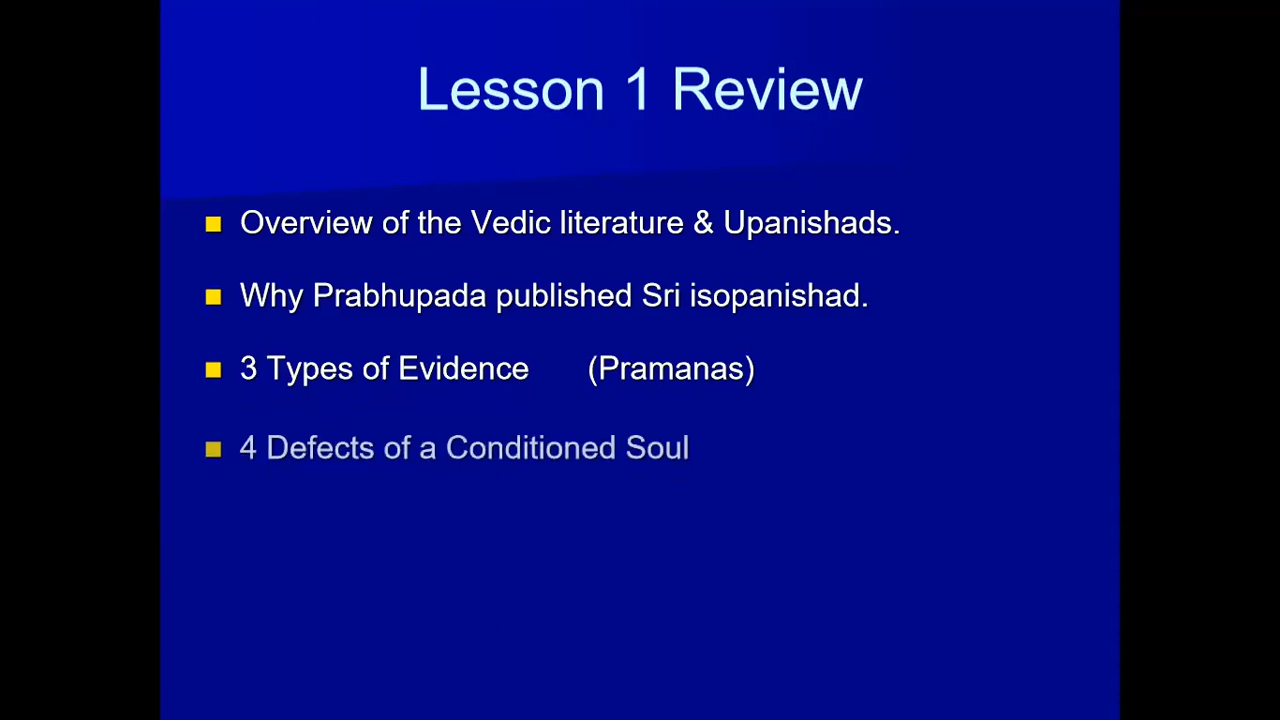 Lesson 1 Review
Overview of the Vedic literature & Upanishads.
Why Prabhupada published Sri isopanishad.
3 Types of Evidence (Pramanas)
4 Defects of a Conditioned Soul